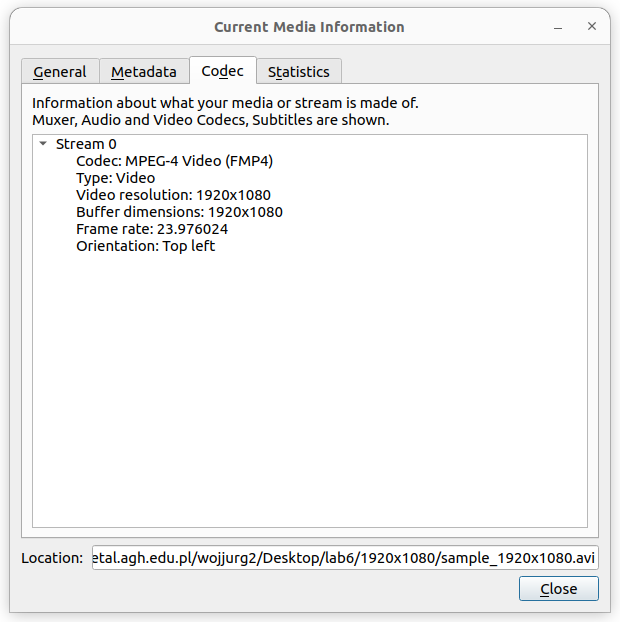 Current Media Information
General
Metadata
Codec
Statistics
Information about what your media or stream is made of.
Muxer, Audio and Video Codecs, Subtitles are shown.
Stream 0
Codec: MPEG-4 Video (FMP4)
Type: Video
Video resolution: 1920x1080
Buffer dimensions: 1920x1080
Frame rate: 23.976024
Orientation: Top left
Location: etal.agh.edu.pl/wojjurg2/Desktop/lab6/1920x1080/sample_1920x1080.avi
Close